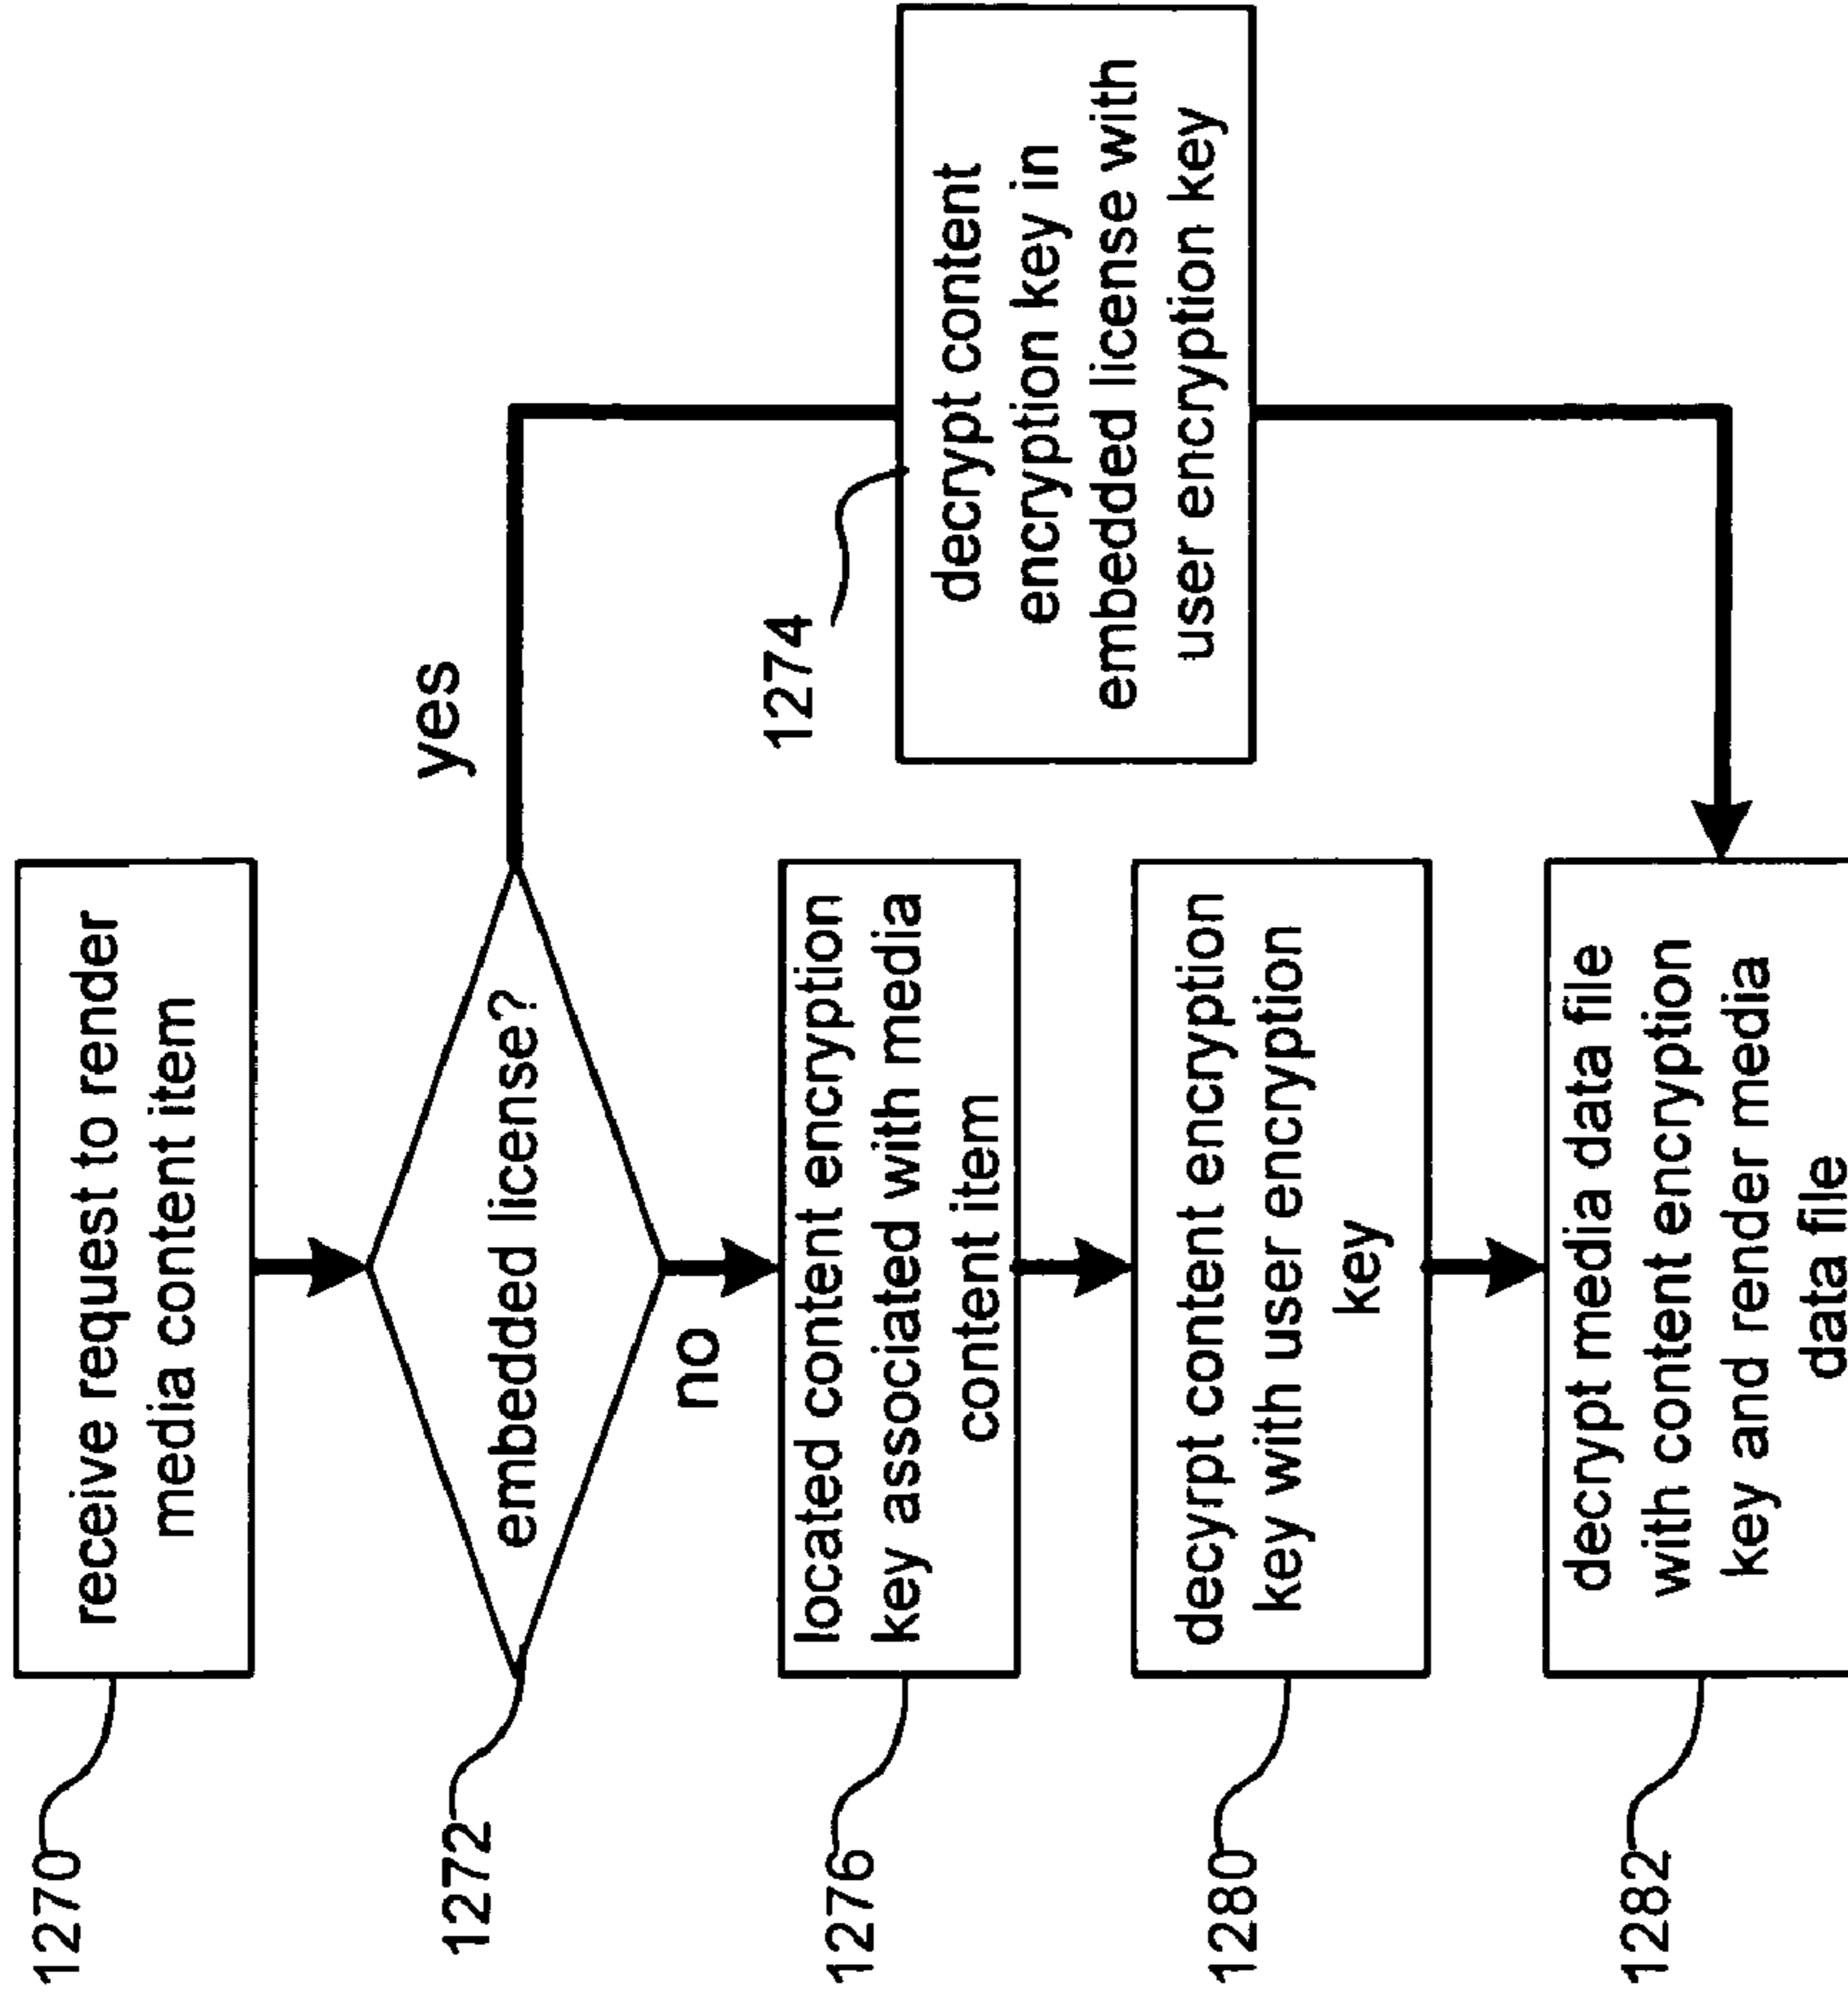 1270
receive request to render
media content item
1272
embedded license?
yes
no
1274
decrypt content
encryption key in
embedded license with
user encryption key
1276
located content encryption
key associated with media
content item
1280
decyrpt content encryption
key with user encryption
key
1282
decrypt media data file
with content encryption
key and render media
data file